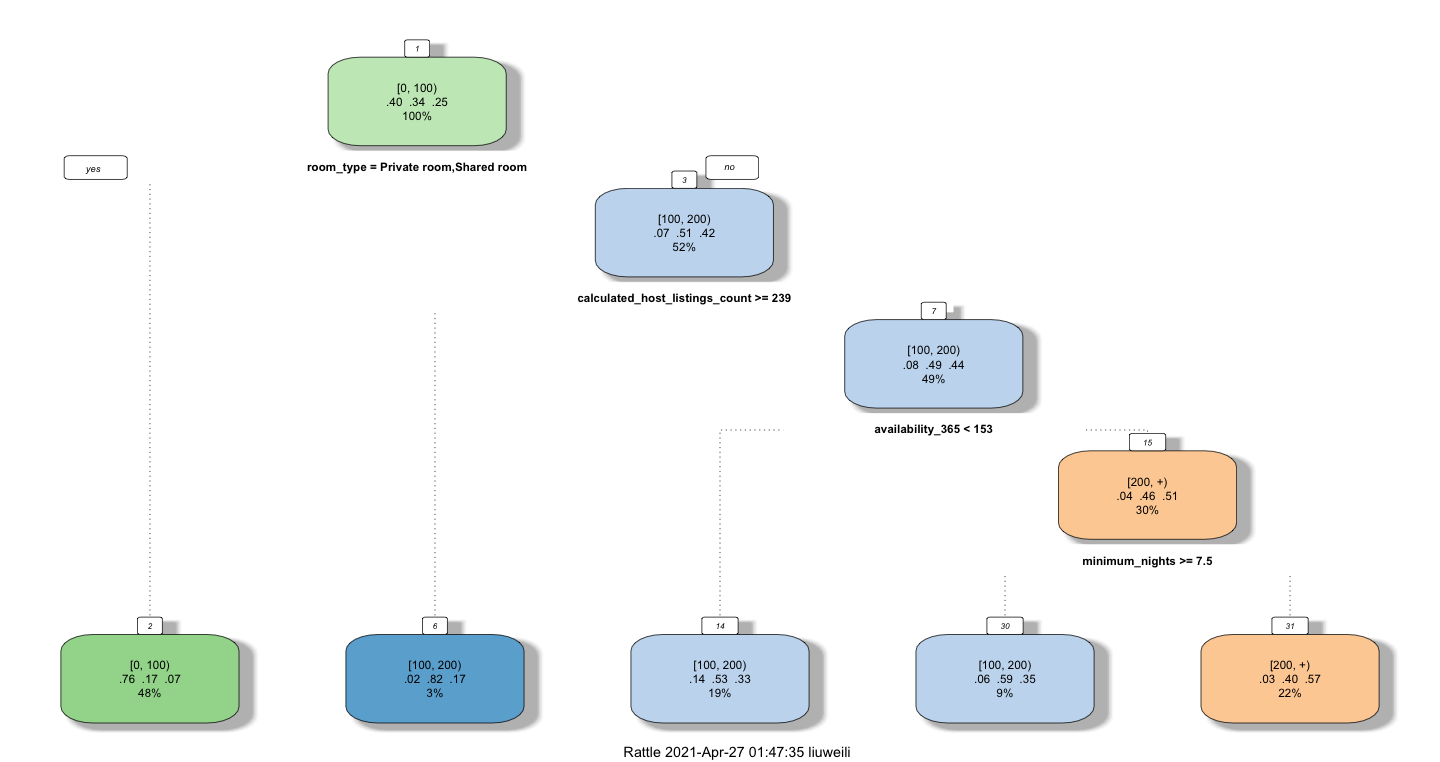 1
[0, 100)
.40 .34 .25
100%
yes
room_type = Private room,Shared room
no
3
[100, 200)
.07 .51 .42
52%
calculated_host_listings_count >= 239
7
[100, 200)
.08 .49 .44
49%
availability_365 < 153
15
[200, +)
.04 .46 .51
30%
minimum_nights >= 7.5
2
[0, 100)
.76 .17 .07
48%
6
[100, 200)
.02 .82 .17
3%
14
[100, 200)
.14 .53 .33
19%
30
[100, 200)
.06 .59 .35
9%
31
[200, +)
.03 .40 .57
22%
Rattle 2021-Apr-27 01:47:35 liuweili